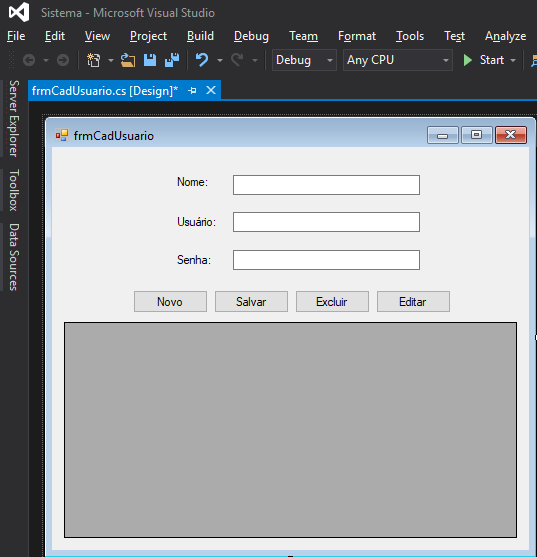 Sistema - Microsoft Visual Studio
File Edit View Project Build Debug Team Format Tools Test Analyze
Debug Any CPU Start
frmCadUsuario.cs [Design]*
Server Explorer
Toolbox
Data Sources
frmCadUsuario
Nome:
Usuário:
Senha:
Novo Salvar Excluir Editar